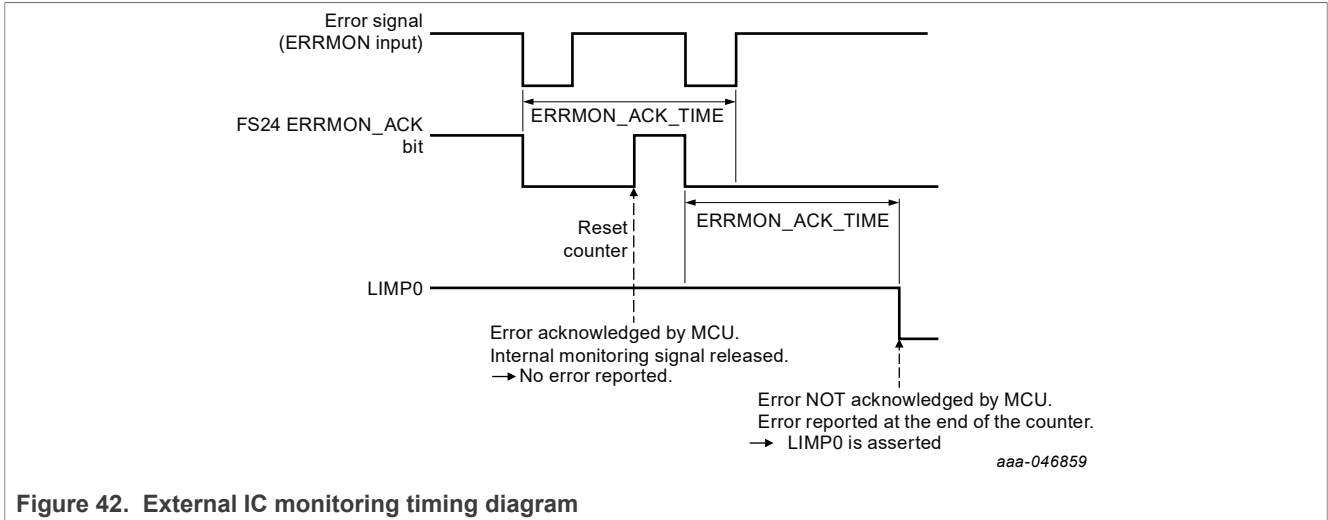 Error signal
(ERRMON input)
ERRMON_ACK_TIME
FS24 ERRMON_ACK
bit
ERRMON_ACK_TIME
Reset
counter
LIMP0
Error acknowledged by MCU.
Internal monitoring signal released.
→ No error reported.
Error NOT acknowledged by MCU.
Error reported at the end of the counter.
→ LIMP0 is asserted
aaa-046859
Figure 42. External IC monitoring timing diagram